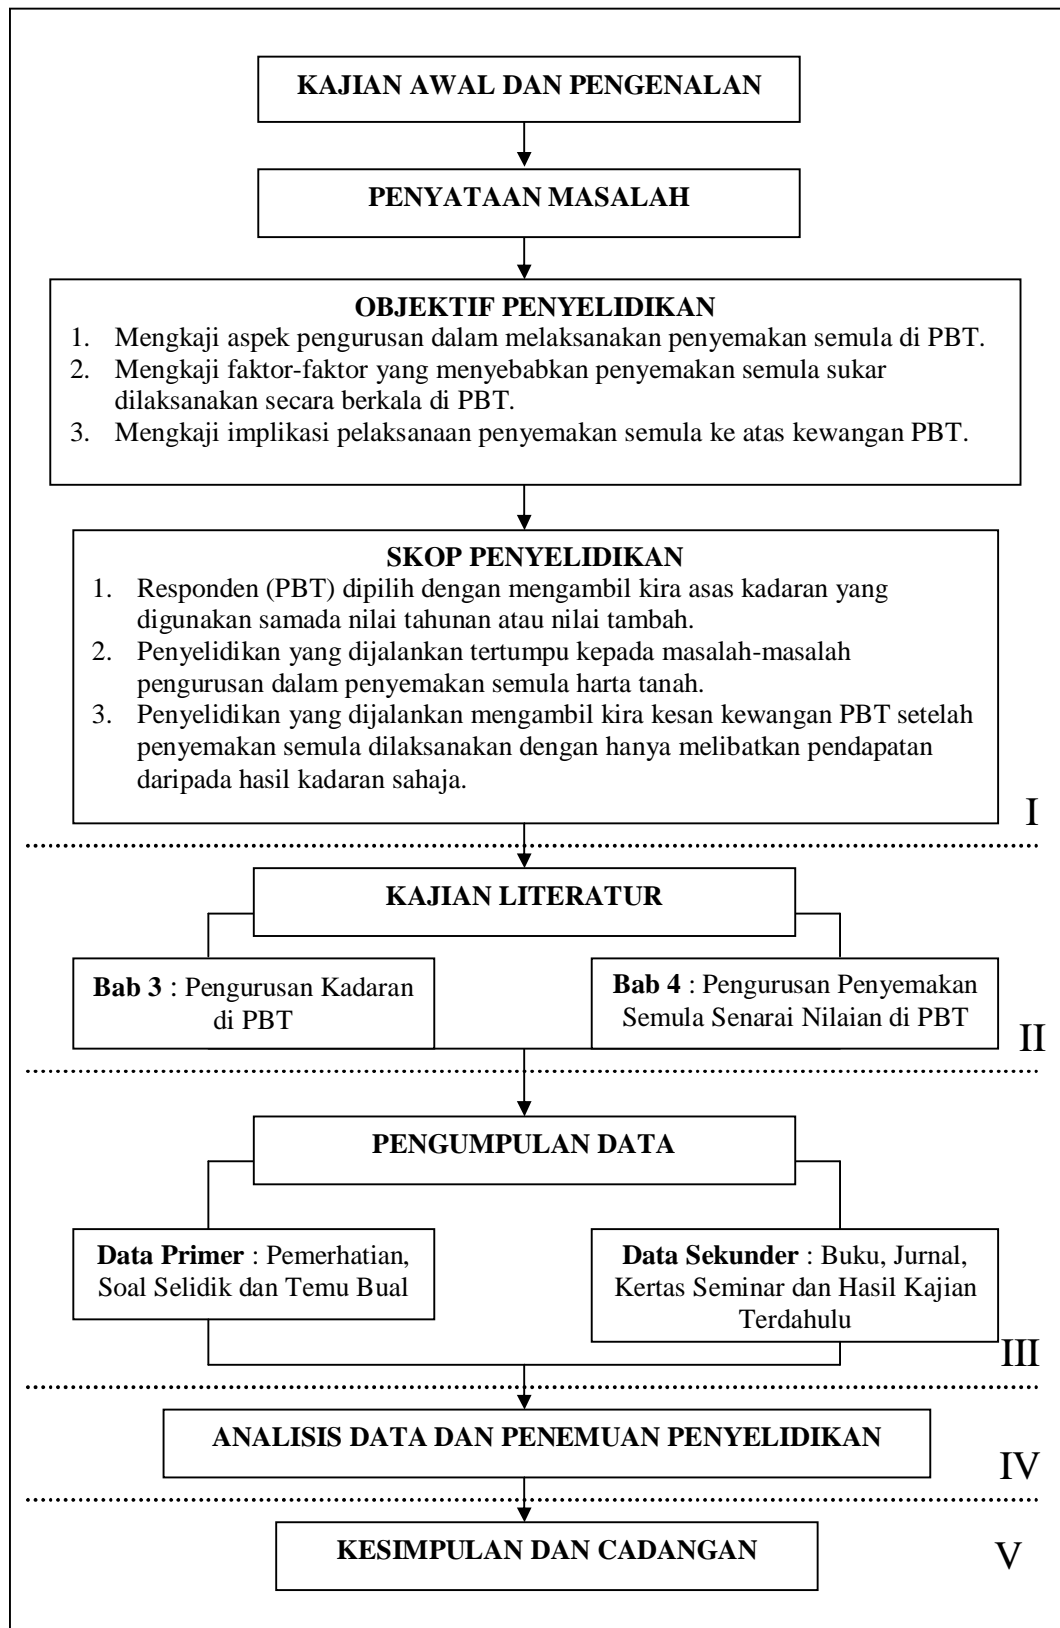 KAJIAN AWAL DAN PENGENALAN
PENYATAAN MASALAH
OBJEKTIF PENYELIDIKAN
1. Mengkaji aspek pengurusan dalam melaksanakan penyemakan semula di PBT.
2. Mengkaji faktor-faktor yang menyebabkan penyemakan semula sukar
dilaksanakan secara berkala di PBT.
3. Mengkaji implikasi pelaksanaan penyemakan semula ke atas kewangan PBT.
SKOP PENYELIDIKAN
1. Responden (PBT) dipilih dengan mengambil kira asas kadaran yang
digunakan samada nilai tahunan atau nilai tambah.
2. Penyelidikan yang dijalankan tertumpu kepada masalah-masalah
pengurusan dalam penyemakan semula harta tanah.
3. Penyelidikan yang dijalankan mengambil kira kesan kewangan PBT setelah
penyemakan semula dilaksanakan dengan hanya melibatkan pendapatan
daripada hasil kadaran sahaja.
I
KAJIAN LITERATUR
Bab 3 : Pengurusan Kadaran
di PBT
Bab 4 : Pengurusan Penyemakan
Semula Senarai Nilaian di PBT
II
PENGUMPULAN DATA
Data Primer : Pemerhatian,
Soal Selidik dan Temu Bual
Data Sekunder : Buku, Jurnal,
Kertas Seminar dan Hasil Kajian
Terdahulu
III
ANALISIS DATA DAN PENEMUAN PENYELIDIKAN
IV
KESIMPULAN DAN CADANGAN
V